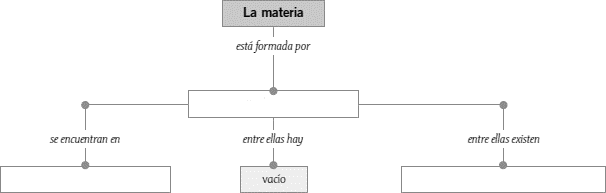 La materia
está formada por
se encuentran en
entre ellas hay
entre ellas existen
vacío